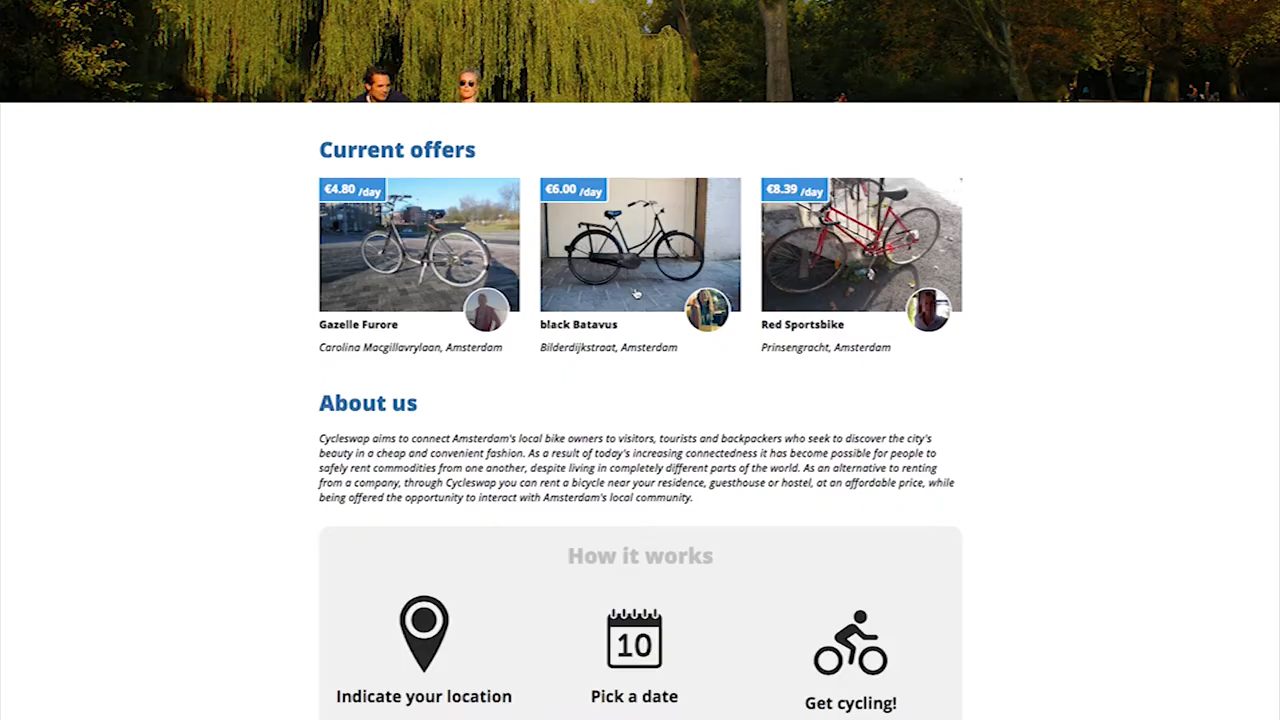 Current offers
€4.80 /day
€6.00 /day
€8.39 /day
Gazelle Furore
black Batavus
Red Sportsbike
Carolina Macgillavrylaan, Amsterdam
Bilderdijkstraat, Amsterdam
Prinsengracht, Amsterdam
About us
Cycleswap aims to connect Amsterdam's local bike owners to visitors, tourists and backpackers who seek to discover the city's
beauty in a cheap and convenient fashion. As a result of today's increasing connectedness it has become possible for people to
safely rent commodities from one another, despite living in completely different parts of the world. As an alternative to renting
from a company, through Cycleswap you can rent a bicycle near your residence, guesthouse or hostel, at an affordable price, while
being offered the opportunity to interact with Amsterdam's local community.
How it works
10
Indicate your location
Pick a date
Get cycling!